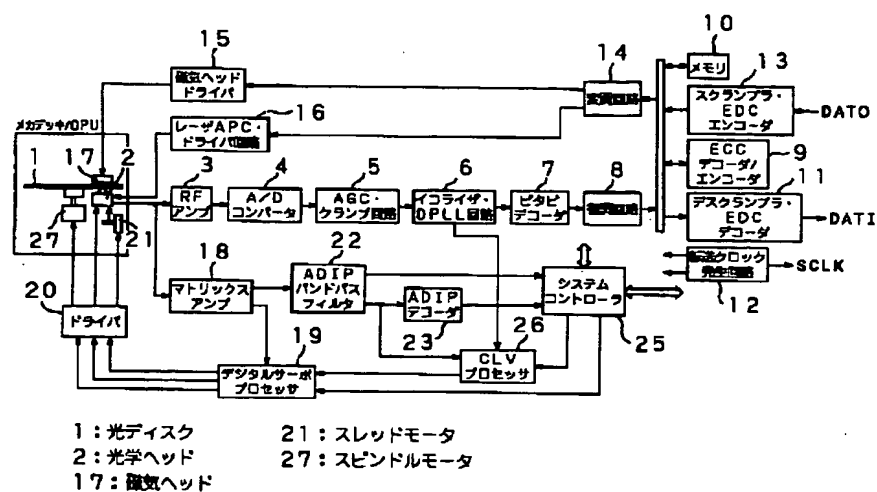 15
磁気ヘッド
ドライバ
14
変調回路
10
メモリ
13
スクランブラ・
EDC
エンコーダ
DATO
16
レーザAPC・
ドライバ回路
メカデッキ/OPU
1
17
2
3
RF
アンプ
4
A/D
コンバータ
5
AGC・
クランプ回路
6
イコライザ・
DPLL回路
7
ビタビ
デコーダ
8
復調回路
ECC
デコーダ/
エンコーダ
9
11
デスクランブラ・
EDC
デコーダ
DATI
27
21
18
マトリックス
アンプ
22
ADIP
バンドパス
フィルタ
ADIP
デコーダ
23
システム
コントローラ
25
転送クロック
発生回路
SCLK
12
20
ドライバ
19
デジタルサーボ
プロセッサ
26
CLV
プロセッサ
1:光ディスク
2:光学ヘッド
17:磁気ヘッド
21:スレッドモータ
27:スピンドルモータ